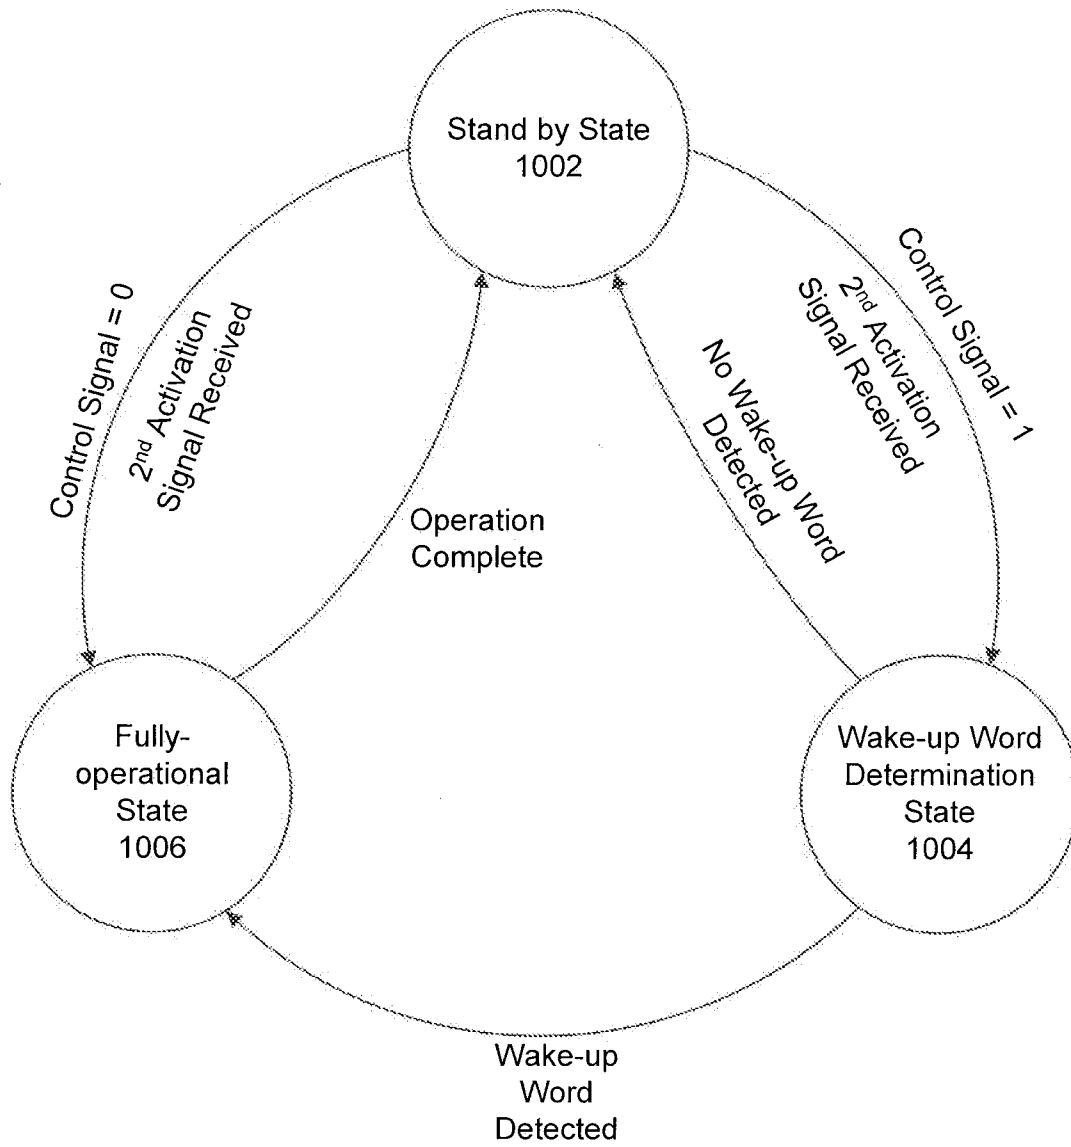 Stand by State
1002
Control Signal = 0
2nd Activation
Signal Received
Control Signal = 1
2nd Activation
Signal Received
No Wake-up Word
Detected
Operation
Complete
Fully-
operational
State
1006
Wake-up Word
Determination
State
1004
Wake-up
Word
Detected